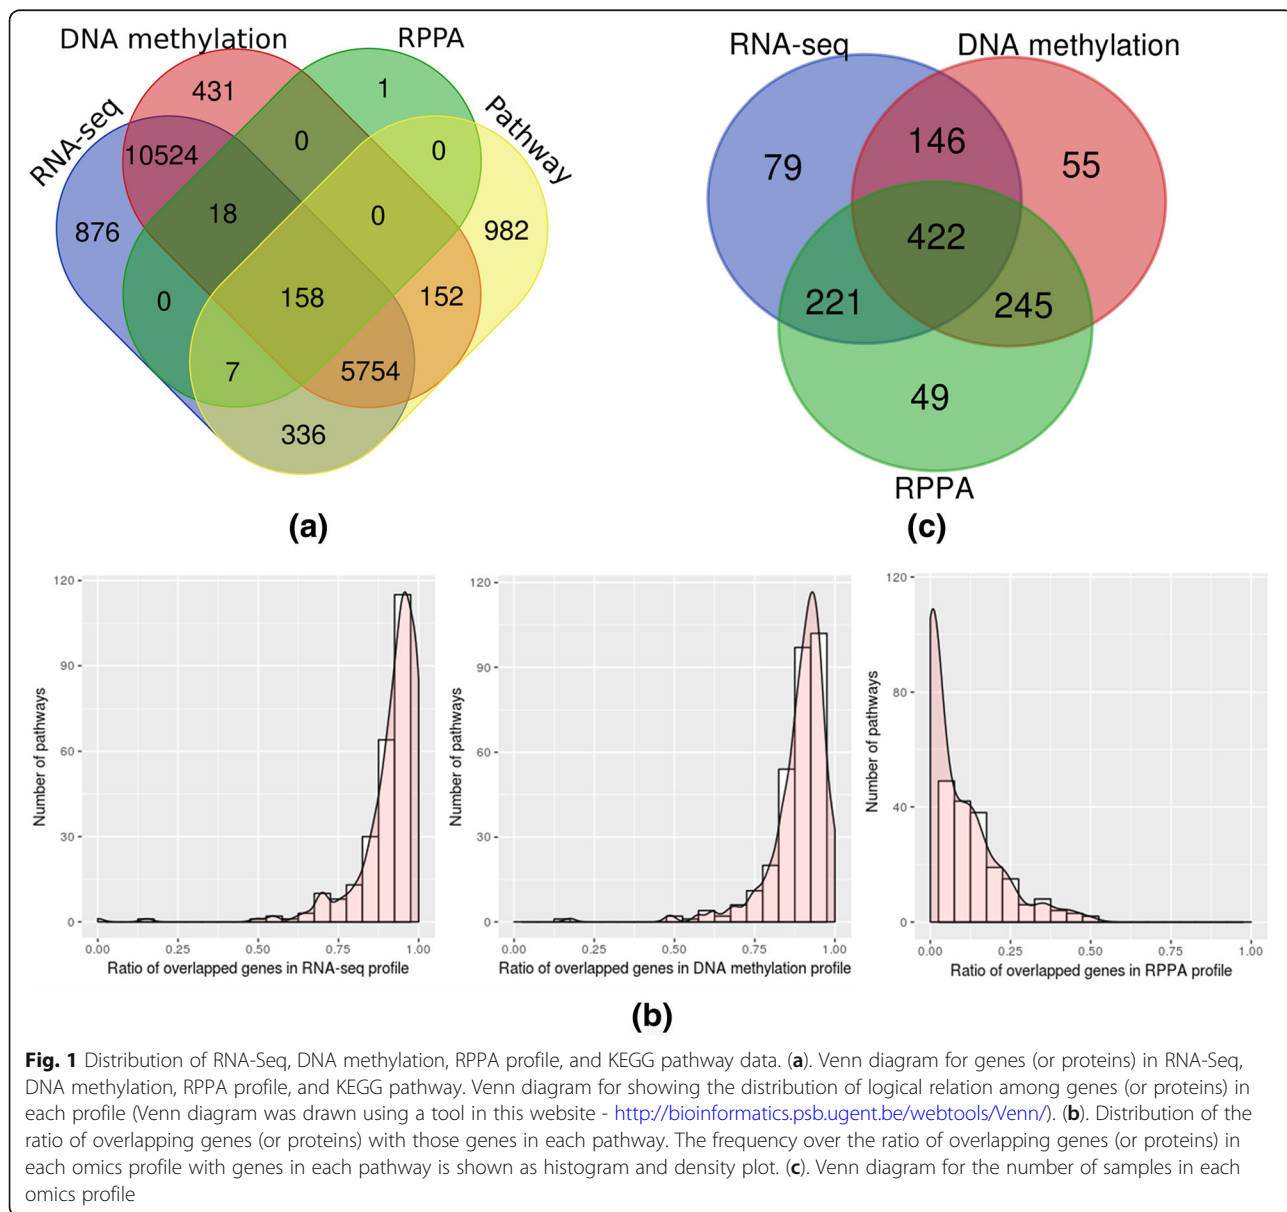 DNA methylation
RPPA
RNA-seq
Pathway
431
1
10524
0
0
876
18
0
982
0
158
152
7
5754
336
(a)
RNA-seq
DNA methylation
79
146
55
422
221
245
49
RPPA
(c)
Number of pathways
120
90
60
30
0
0.00 0.25 0.50 0.75 1.00
Ratio of overlapped genes in RNA-seq profile
Number of pathways
120
90
60
30
0
0.00 0.25 0.50 0.75 1.00
Ratio of overlapped genes in DNA methylation profile
Number of pathways
120
80
40
0
0.00 0.25 0.50 0.75 1.00
Ratio of overlapped genes in RPPA profile
(b)
Fig. 1 Distribution of RNA-Seq, DNA methylation, RPPA profile, and KEGG pathway data. (a). Venn diagram for genes (or proteins) in RNA-Seq,
DNA methylation, RPPA profile, and KEGG pathway. Venn diagram for showing the distribution of logical relation among genes (or proteins) in
each profile (Venn diagram was drawn using a tool in this website - http://bioinformatics.psb.ugent.be/webtools/Venn/). (b). Distribution of the
ratio of overlapping genes (or proteins) with those genes in each pathway. The frequency over the ratio of overlapping genes (or proteins) in
each omics profile with genes in each pathway is shown as histogram and density plot. (c). Venn diagram for the number of samples in each
omics profile